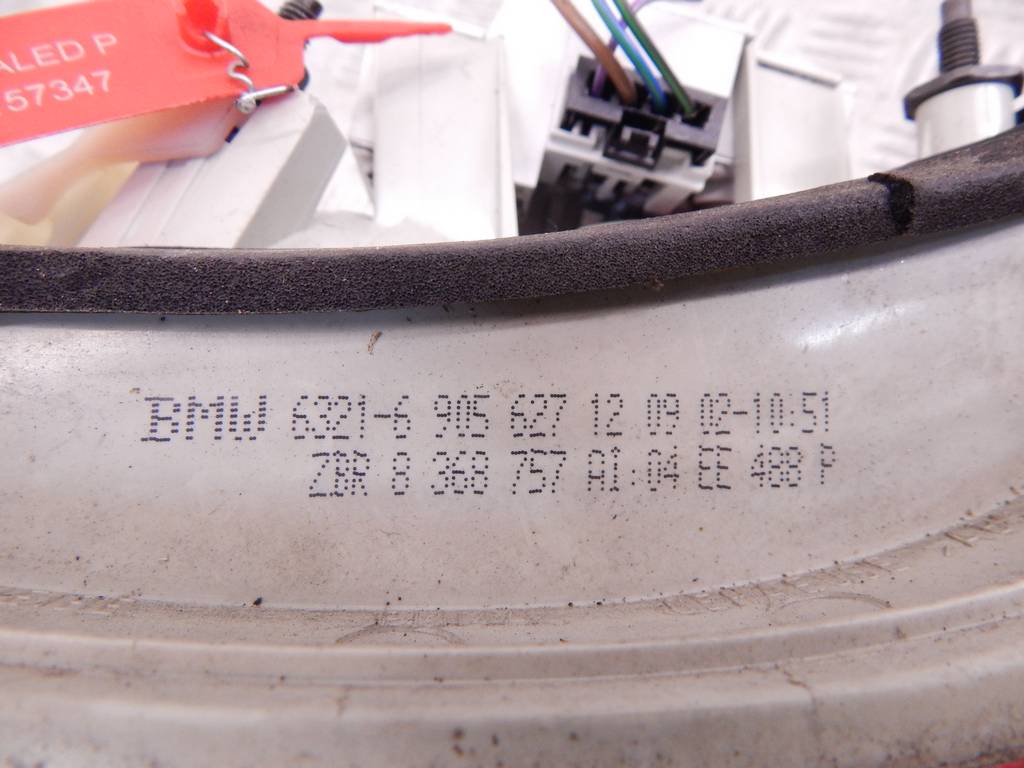 ALED P
57347
BMW 6321-6 905 627 12 09 02-10:51
ZBR 8 368 757 A1:04 EE 488 P